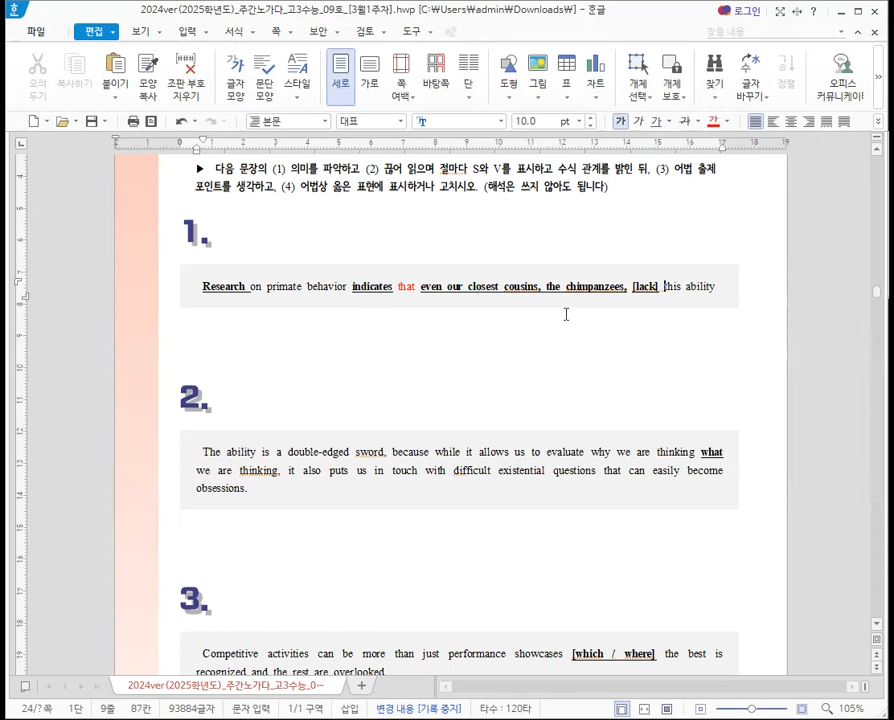 2024ver(2025학년도)_주간노가다_고3수능_09호_[3월1주차].hwp [C:₩Users₩admin₩Downloads₩] - 흔글
로그인
?
파일
편집
보기
입력
서식
쪽
보안
검토
도구
찾을 내용
오려 두기
복사하기
붙이기
모양 복사
조판 부호 지우기
글자 모양
문단 모양
스타일
세로
가로
쪽 여백
바탕쪽
단
도형
그림
표
차트
개체 선택
개체 보호
찾기
글자 바꾸기
정렬
오피스 커뮤니케이
본문
대표
10.0 pt
가 가 가 가 가
▶ 다음 문장의 (1) 의미를 파악하고 (2) 끊어 읽으며 절마다 S와 V를 표시하고 수식 관계를 밝힌 뒤, (3) 어법 출제
포인트를 생각하고, (4) 어법상 옳은 표현에 표시하거나 고치시오. (해석은 쓰지 않아도 됩니다)
1.
Research on primate behavior indicates that even our closest cousins, the chimpanzees, [lack] this ability
2.
The ability is a double-edged sword, because while it allows us to evaluate why we are thinking what
we are thinking, it also puts us in touch with difficult existential questions that can easily become
obsessions.
3.
Competitive activities can be more than just performance showcases [which / where] the best is
recognized and the rest are overlooked.
2024ver(2025학년도)_주간노가다_고3수능_0···
24/? 쪽 1단 9줄 87칸 93884글자 문자 입력 1/1 구역 삽입 변경 내용 [기록 중지] 타수 : 120타 105%